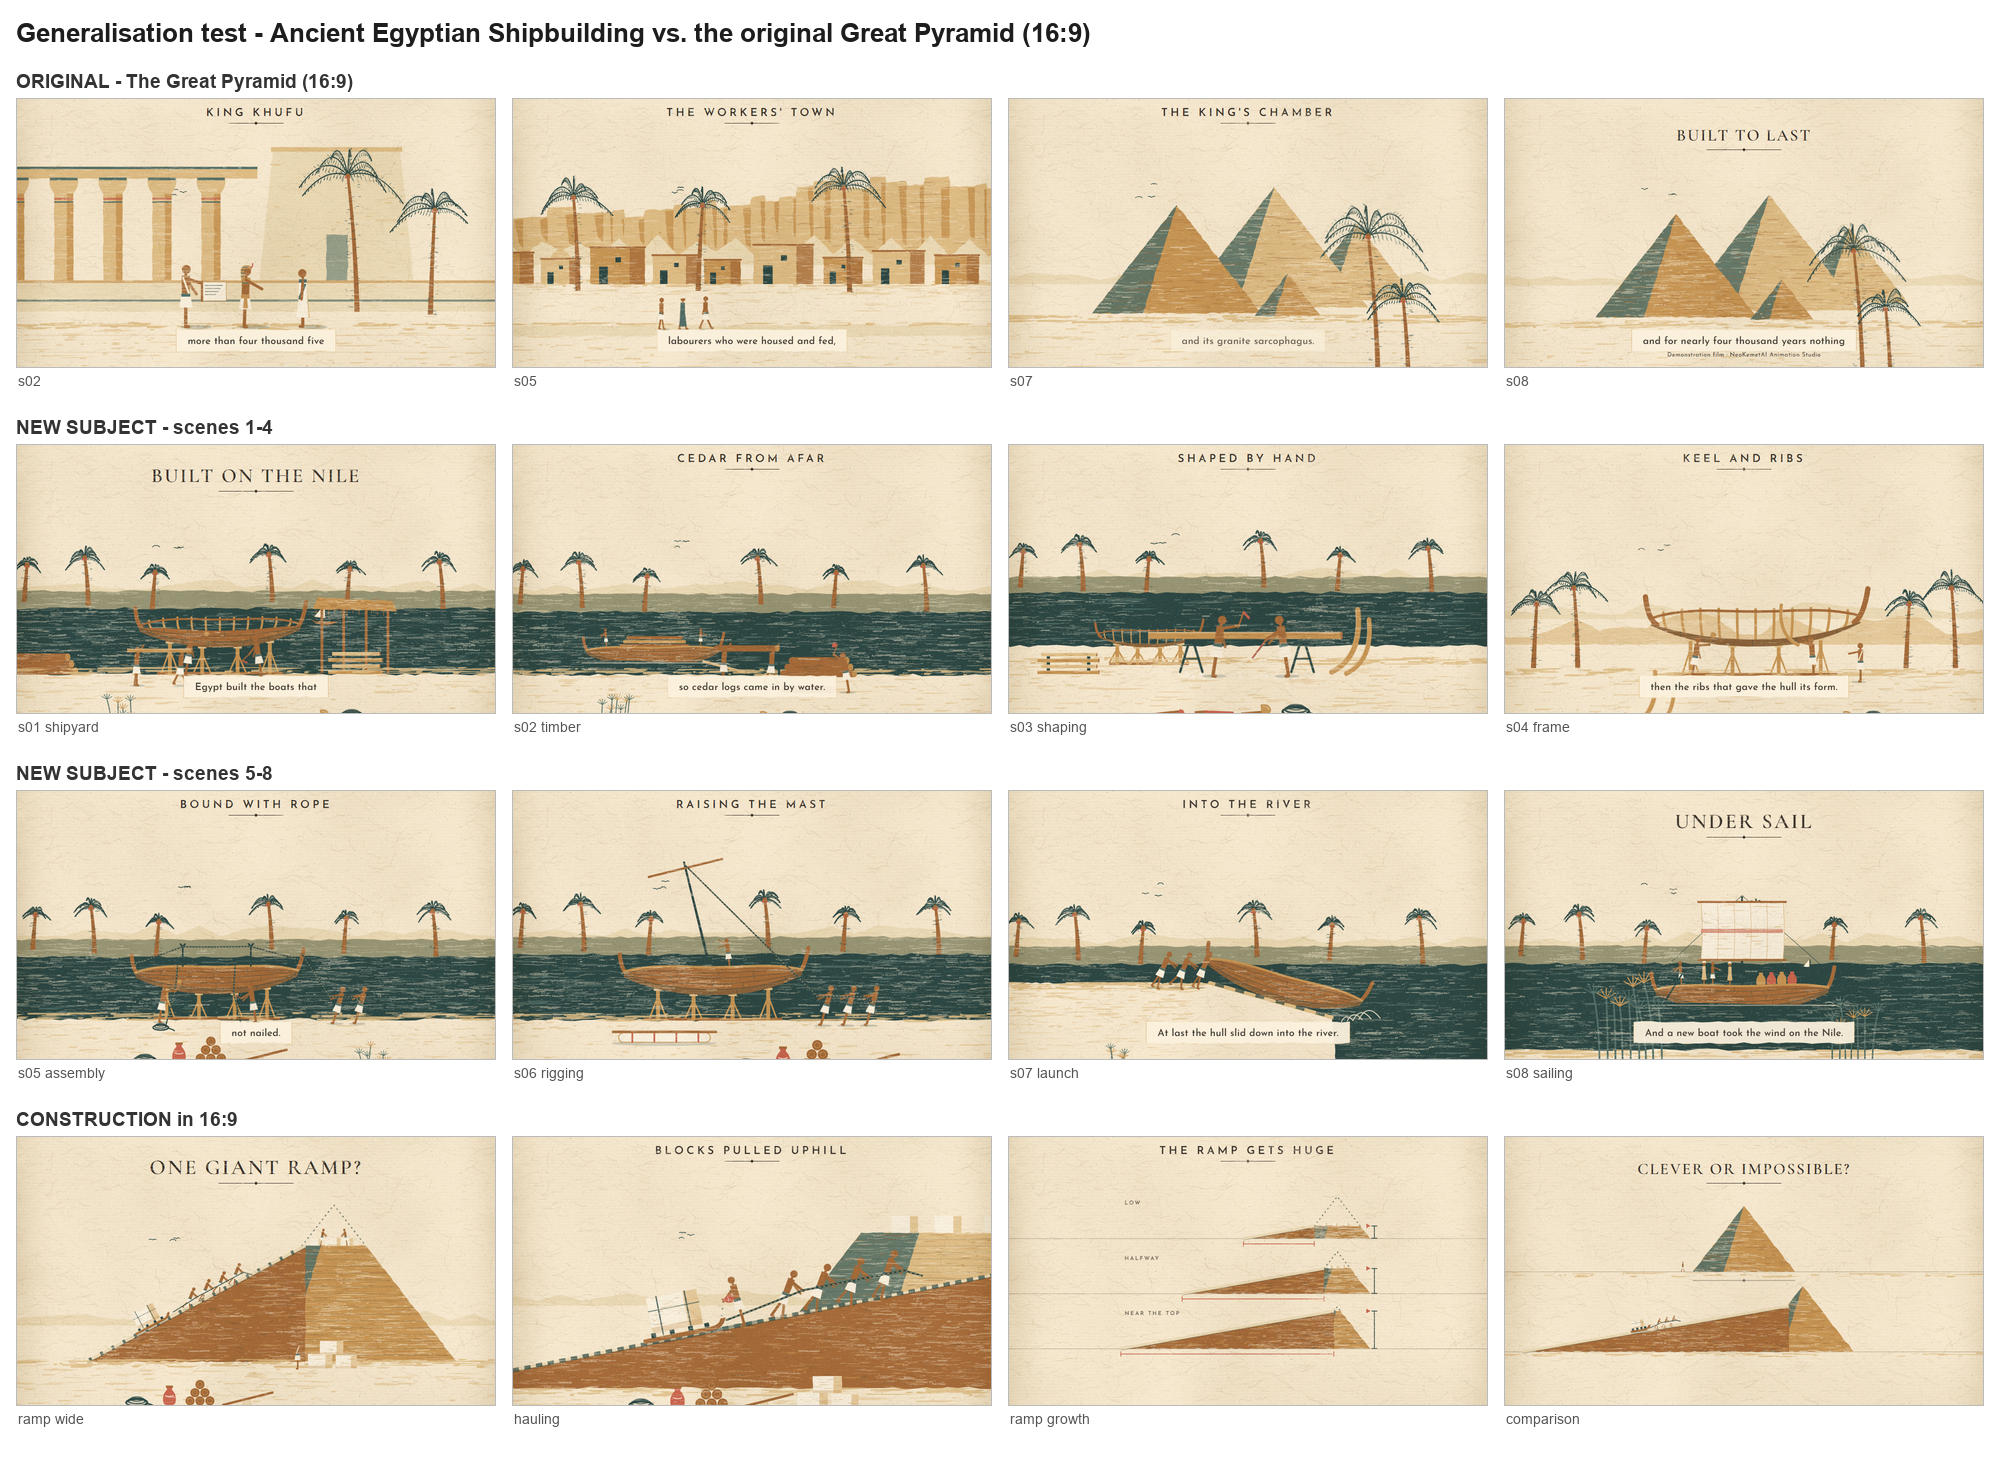 Generalisation test - Ancient Egyptian Shipbuilding vs. the original Great Pyramid (16:9)
ORIGINAL - The Great Pyramid (16:9)
KING KHUFU
more than four thousand five
s02
THE WORKERS' TOWN
labourers who were housed and fed,
s05
THE KING'S CHAMBER
and its granite sarcophagus.
s07
BUILT TO LAST
and for nearly four thousand years nothing
Demonstration film · NeoKemetAI Animation Studio
s08
NEW SUBJECT - scenes 1-4
BUILT ON THE NILE
Egypt built the boats that
s01 shipyard
CEDAR FROM AFAR
so cedar logs came in by water.
s02 timber
SHAPED BY HAND
s03 shaping
KEEL AND RIBS
then the ribs that gave the hull its form.
s04 frame
NEW SUBJECT - scenes 5-8
BOUND WITH ROPE
not nailed.
s05 assembly
RAISING THE MAST
s06 rigging
INTO THE RIVER
At last the hull slid down into the river.
s07 launch
UNDER SAIL
And a new boat took the wind on the Nile.
s08 sailing
CONSTRUCTION in 16:9
ONE GIANT RAMP?
ramp wide
BLOCKS PULLED UPHILL
hauling
THE RAMP GETS HUGE
LOW
HALFWAY
NEAR THE TOP
ramp growth
CLEVER OR IMPOSSIBLE?
comparison